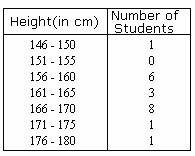 Height(in cm) Number of Students
146 - 150 1
151 - 155 0
156 - 160 6
161 - 165 3
166 - 170 8
171 - 175 1
176 - 180 1